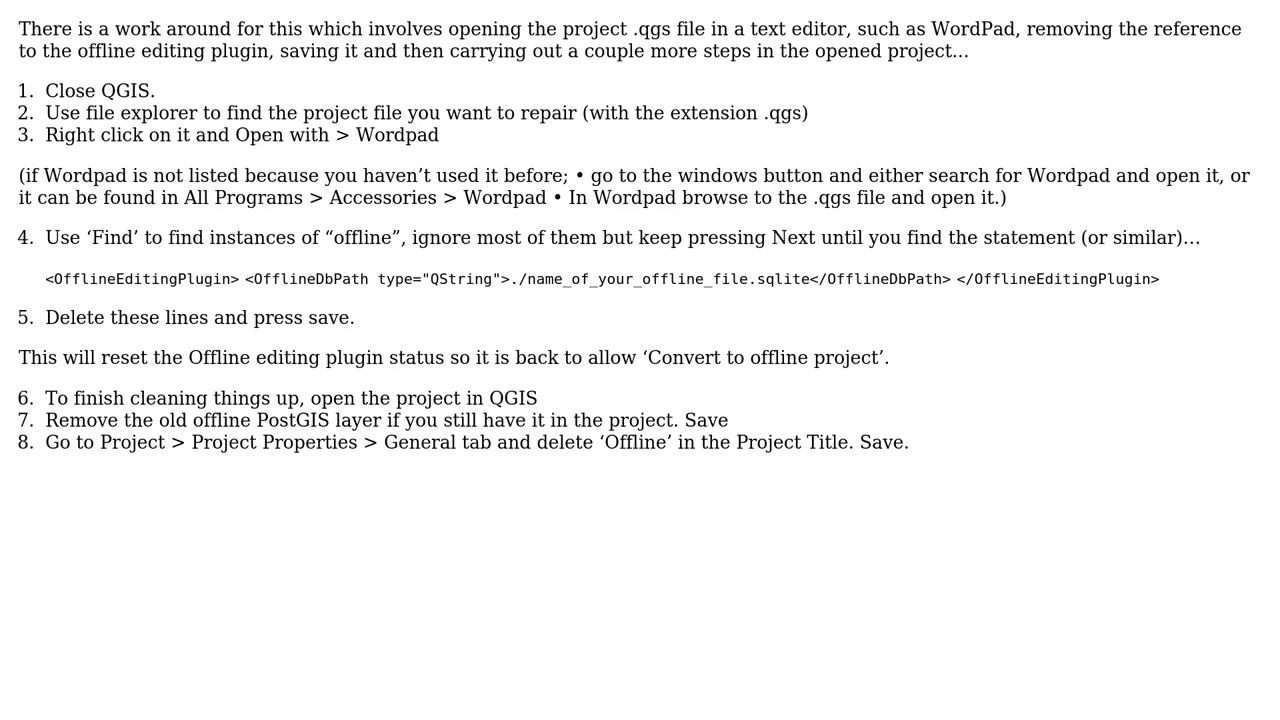 There is a work around for this which involves opening the project .qgs file in a text editor, such as WordPad, removing the reference
to the offline editing plugin, saving it and then carrying out a couple more steps in the opened project…
1. Close QGIS.
2. Use file explorer to find the project file you want to repair (with the extension .qgs)
3. Right click on it and Open with > Wordpad
(if Wordpad is not listed because you haven’t used it before; • go to the windows button and either search for Wordpad and open it, or
it can be found in All Programs > Accessories > Wordpad • In Wordpad browse to the .qgs file and open it.)
4. Use ‘Find’ to find instances of “offline”, ignore most of them but keep pressing Next until you find the statement (or similar)…
<OfflineEditingPlugin> <OfflineDbPath type="QString">./name_of_your_offline_file.sqlite</OfflineDbPath> </OfflineEditingPlugin>
5. Delete these lines and press save.
This will reset the Offline editing plugin status so it is back to allow ‘Convert to offline project’.
6. To finish cleaning things up, open the project in QGIS
7. Remove the old offline PostGIS layer if you still have it in the project. Save
8. Go to Project > Project Properties > General tab and delete ‘Offline’ in the Project Title. Save.